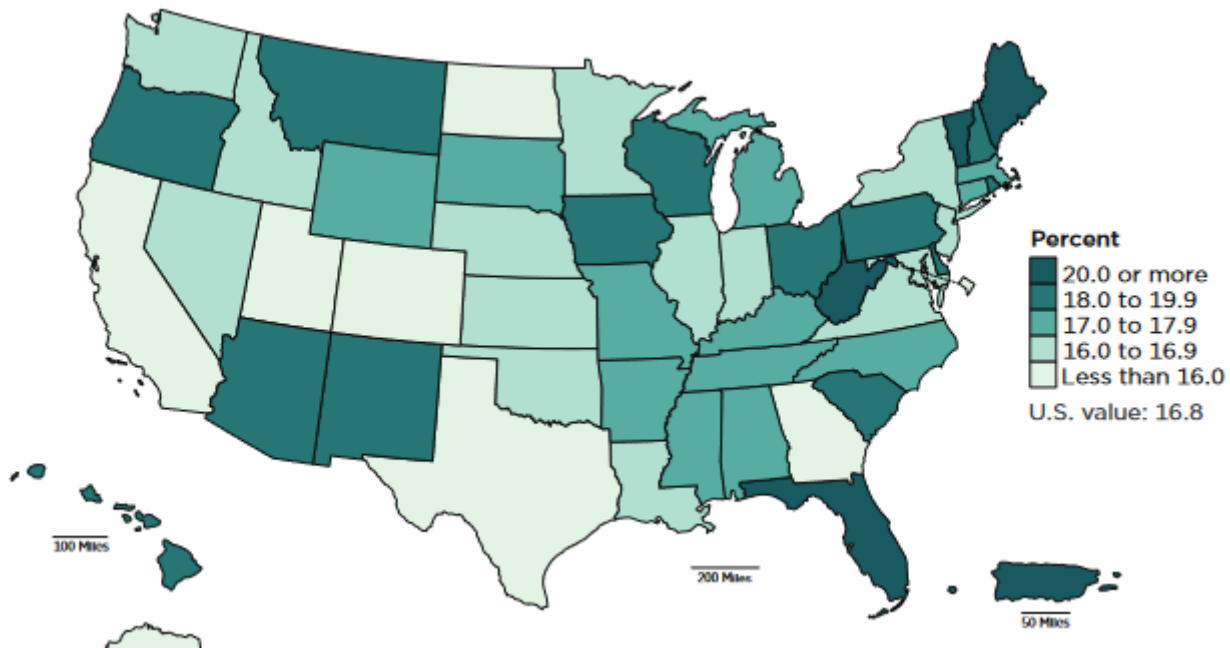 Percent
20.0 or more
18.0 to 19.9
17.0 to 17.9
16.0 to 16.9
Less than 16.0
U.S. value: 16.8
100 Miles
200 Miles
50 Miles